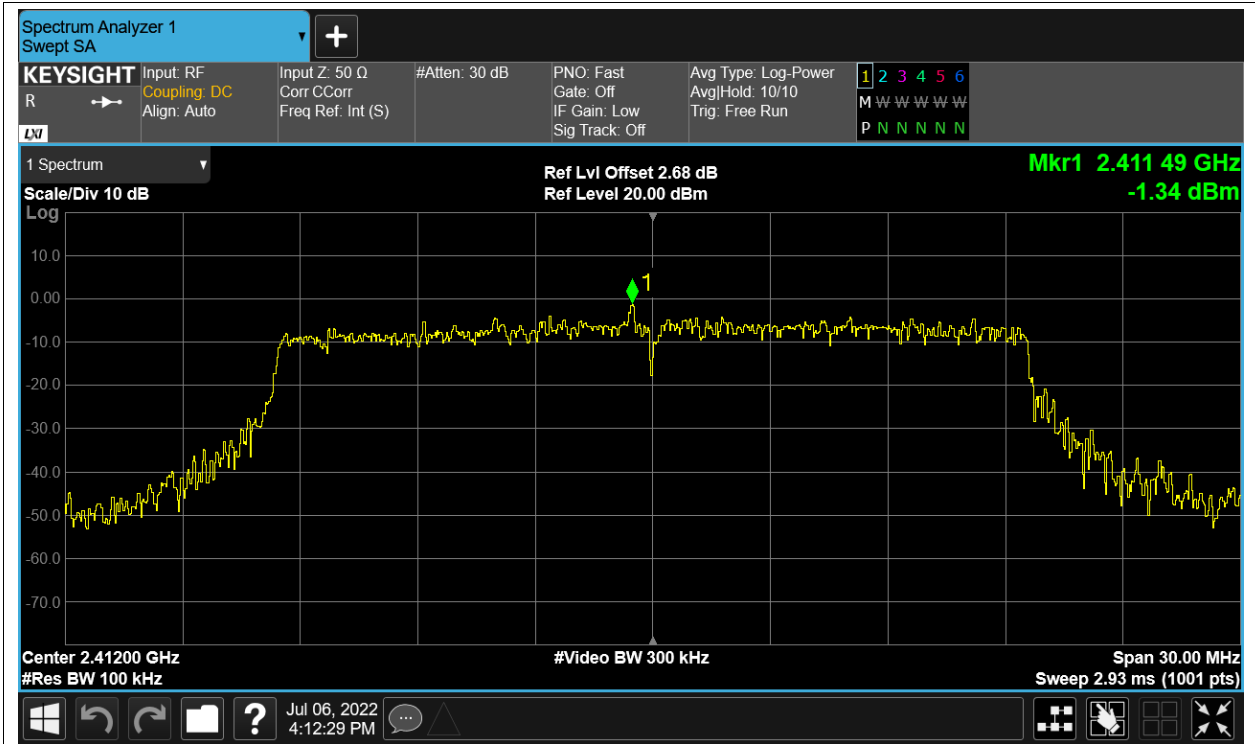 Spectrum Analyzer 1
Swept SA
+
KEYSIGHT
R
LXI
Input: RF
Coupling: DC
Align: Auto
Input Z: 50 Ω
Corr CCorr
Freq Ref: Int (S)
#Atten: 30 dB
PNO: Fast
Gate: Off
IF Gain: Low
Sig Track: Off
Avg Type: Log-Power
Avg|Hold: 10/10
Trig: Free Run
1 2 3 4 5 6
M W W W W W W
P N N N N N N
1 Spectrum
Scale/Div 10 dB
Ref Lvl Offset 2.68 dB
Ref Level 20.00 dBm
Mkr1 2.411 49 GHz
-1.34 dBm
Log
10.0
0.00
-10.0
-20.0
-30.0
-40.0
-50.0
-60.0
-70.0
1
Center 2.41200 GHz
#Res BW 100 kHz
#Video BW 300 kHz
Span 30.00 MHz
Sweep 2.93 ms (1001 pts)
?
Jul 06, 2022
4:12:29 PM